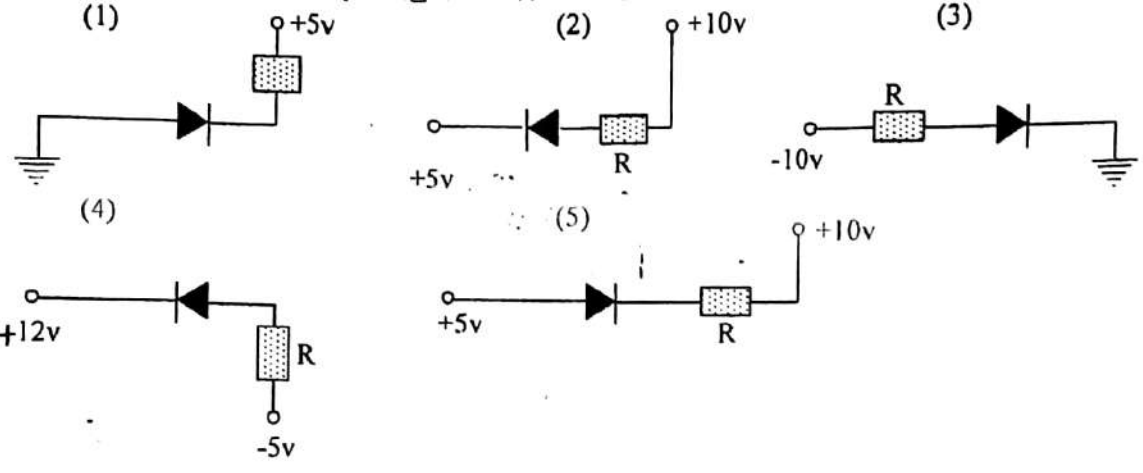 (1)
+5v
(2)
+10v
+5v
R
(3)
R
-10v
(4)
+12v
R
-5v
(5)
+10v
+5v
R